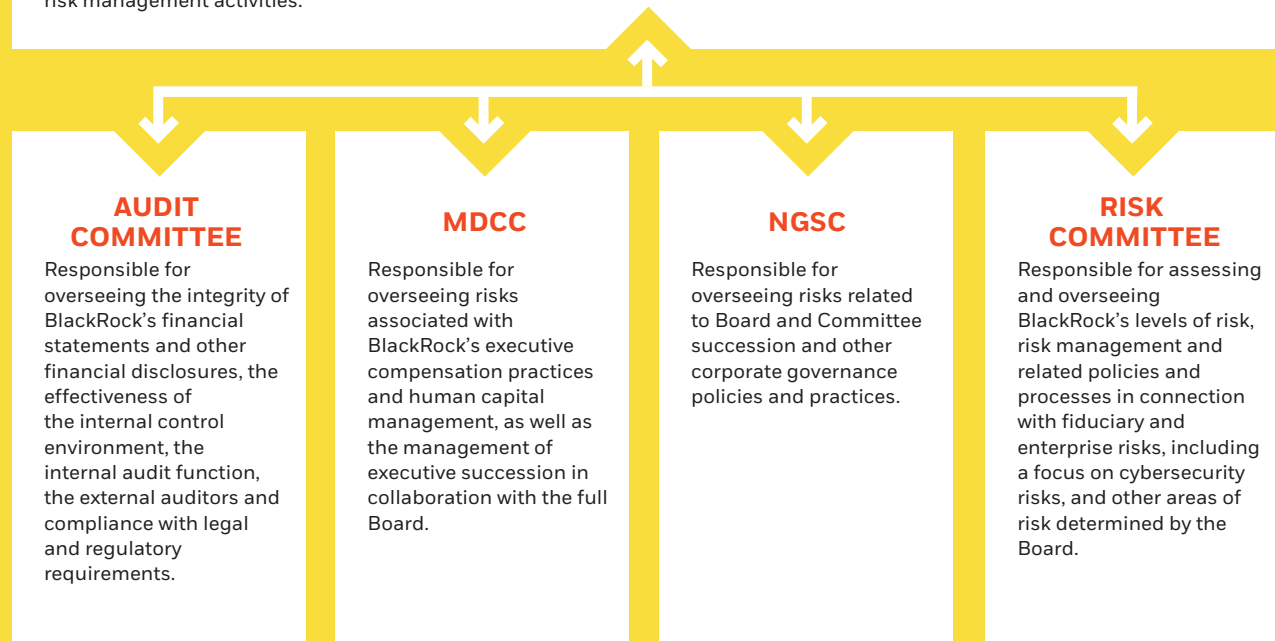 risk management activities.
AUDIT
COMMITTEE
Responsible for
overseeing the integrity of
BlackRock's financial
statements and other
financial disclosures, the
effectiveness of
the internal control
environment, the
internal audit function,
the external auditors and
compliance with legal
and regulatory
requirements.
MDCC
Responsible for
overseeing risks
associated with
BlackRock's executive
compensation practices
and human capital
management, as well as
the management of
executive succession in
collaboration with the full
Board.
NGSC
Responsible for
overseeing risks related
to Board and Committee
succession and other
corporate governance
policies and practices.
RISK
COMMITTEE
Responsible for assessing
and overseeing
BlackRock's levels of risk,
risk management and
related policies and
processes in connection
with fiduciary and
enterprise risks, including
a focus on cybersecurity
risks, and other areas of
risk determined by the
Board.